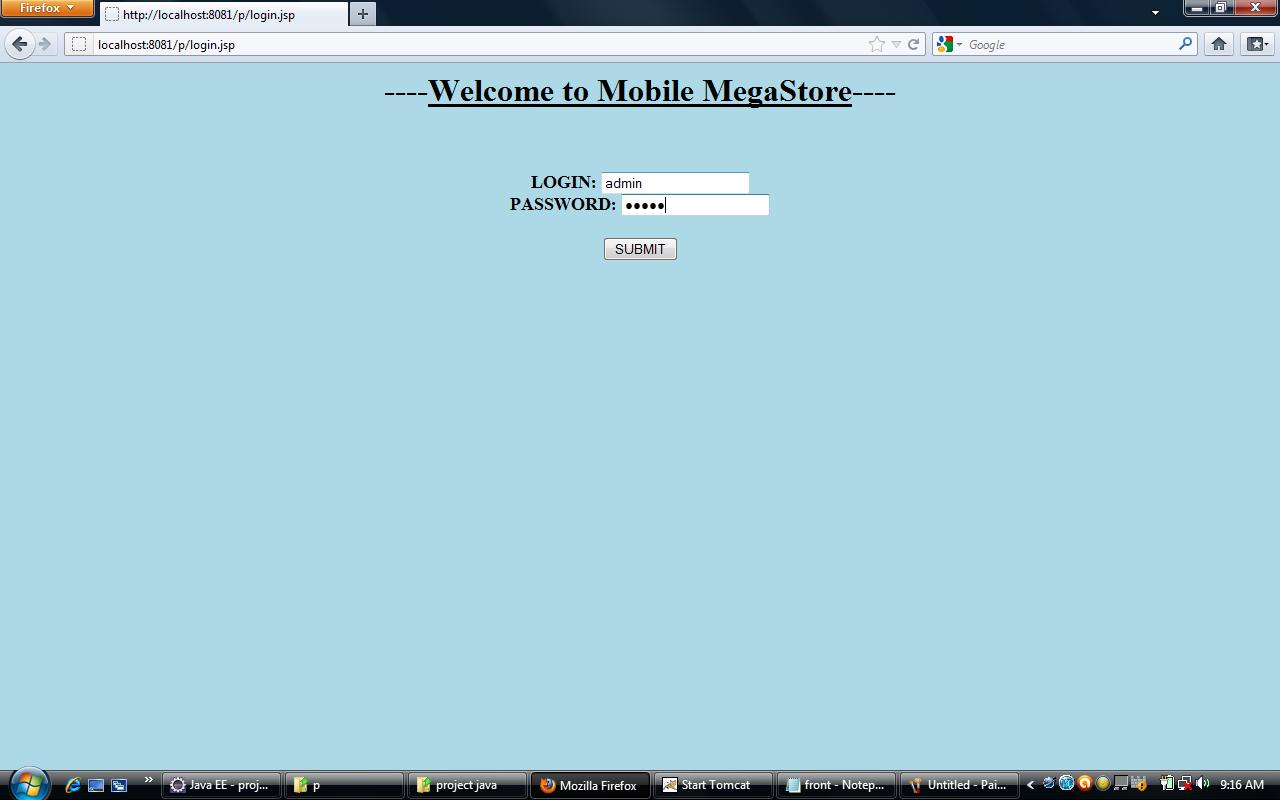 Firefox
http://localhost:8081/p/login.jsp
localhost:8081/p/login.jsp
Google
----Welcome to Mobile MegaStore----
LOGIN: admin
PASSWORD: •••••
SUBMIT
Java EE - proj...
p
project java
Mozilla Firefox
Start Tomcat
front - Notep...
Untitled - Pai...
9:16 AM